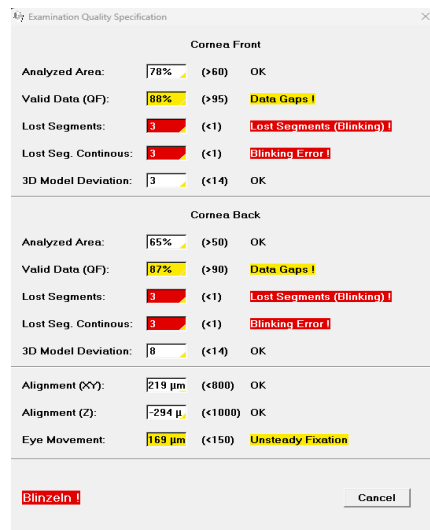 Examination Quality Specification
Cornea Front
Analyzed Area: 78% (>60) OK
Valid Data (QF): 88% (>95) Data Gaps !
Lost Segments: 3 (<1) Lost Segments (Blinking) !
Lost Seg. Continous: 3 (<1) Blinking Error !
3D Model Deviation: 3 (<14) OK
Cornea Back
Analyzed Area: 65% (>50) OK
Valid Data (QF): 87% (>90) Data Gaps !
Lost Segments: 3 (<1) Lost Segments (Blinking) !
Lost Seg. Continous: 3 (<1) Blinking Error !
3D Model Deviation: 8 (<14) OK
Alignment (XY): 219 µm (<800) OK
Alignment (Z): -294 µ (<1000) OK
Eye Movement: 169 µm (<150) Unsteady Fixation
Blinzeln ! Cancel